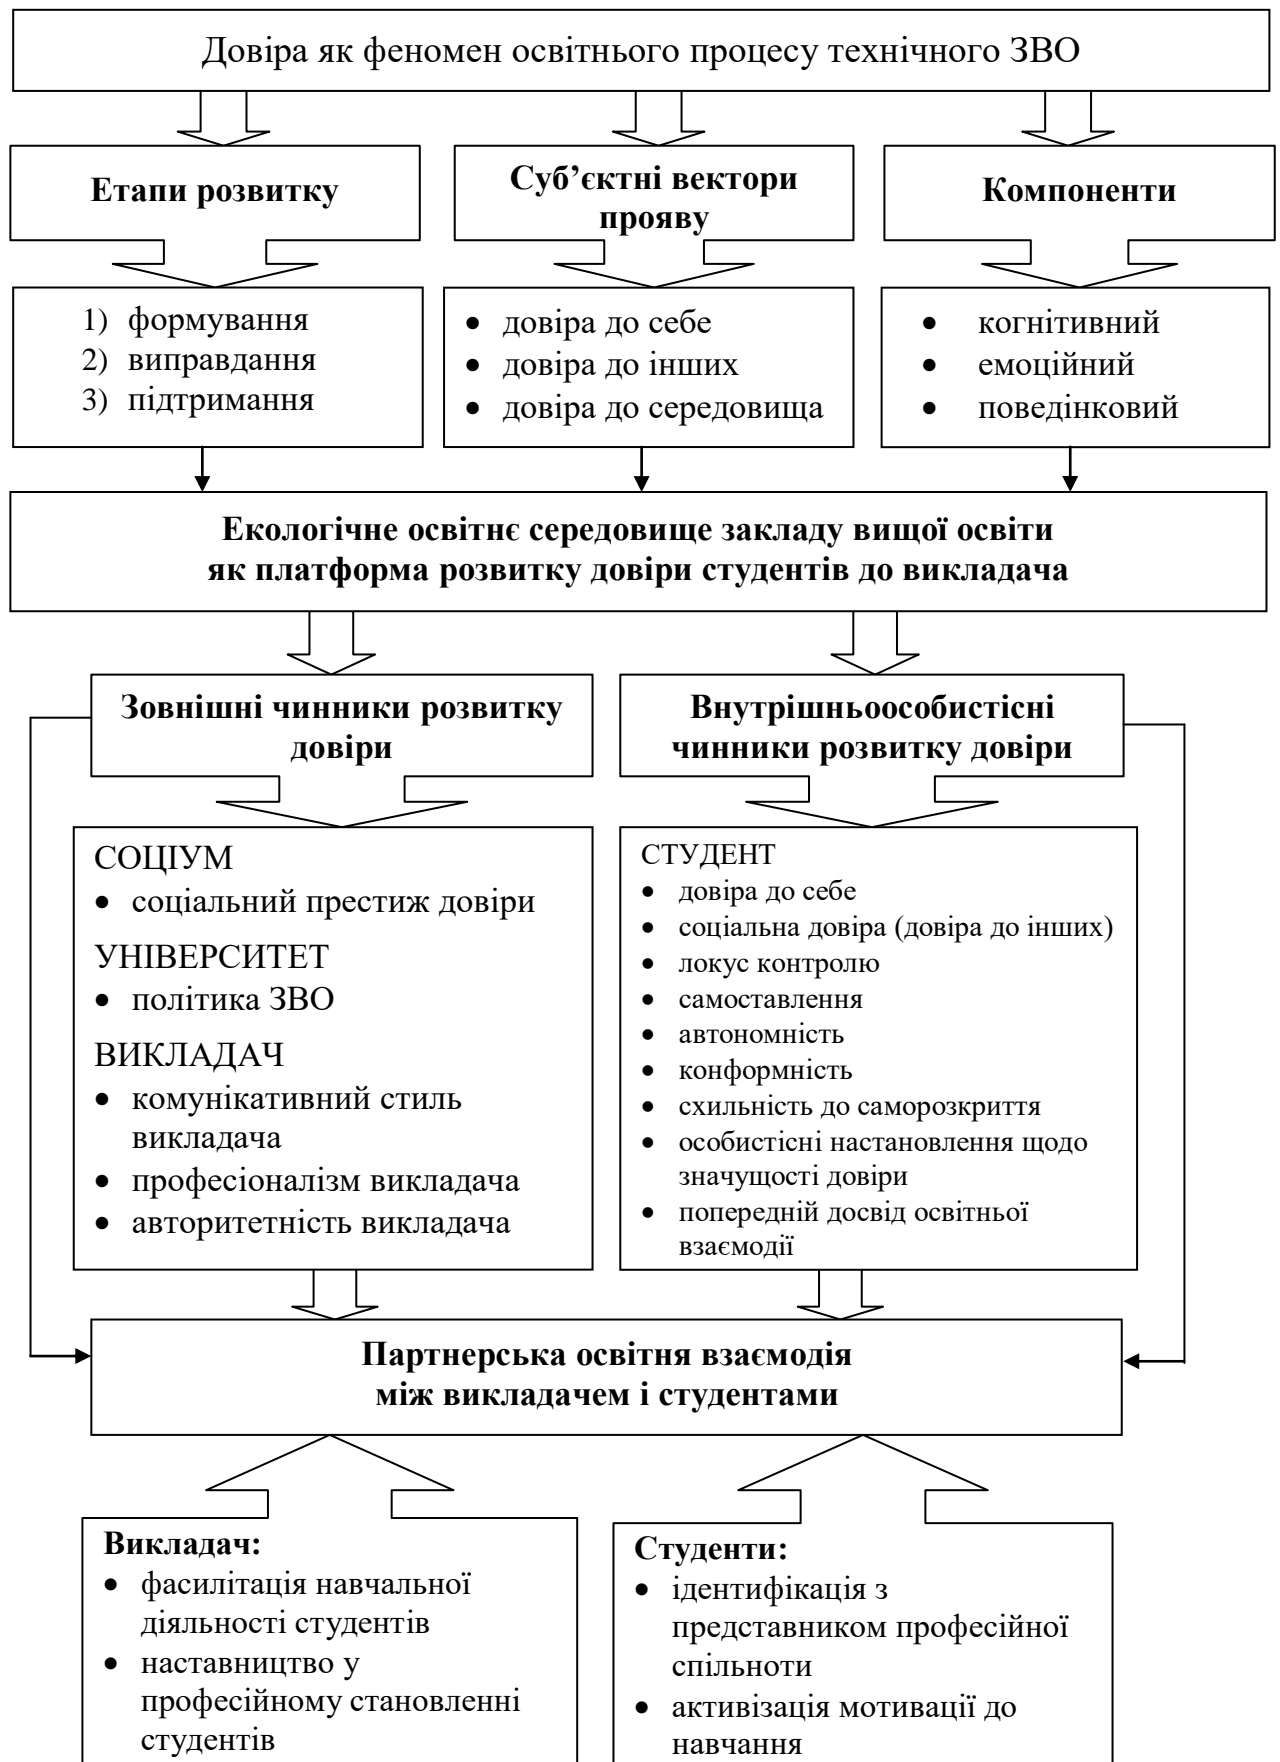 Довіра як феномен освітнього процесу технічного ЗВО
Етапи розвитку
Суб’єктні вектори
прояву
Компоненти
1) формування
2) виправдання
3) підтримання
• довіра до себе
• довіра до інших
• довіра до середовища
• когнітивний
• емоційний
• поведінковий
Екологічне освітнє середовище закладу вищої освіти
як платформа розвитку довіри студентів до викладача
Зовнішні чинники розвитку
довіри
Внутрішньоособистісні
чинники розвитку довіри
СОЦІУМ
• соціальний престиж довіри
УНІВЕРСИТЕТ
• політика ЗВО
ВИКЛАДАЧ
• комунікативний стиль
викладача
• професіоналізм викладача
• авторитетність викладача
СТУДЕНТ
• довіра до себе
• соціальна довіра (довіра до інших)
• локус контролю
• самоставлення
• автономність
• конформність
• схильність до саморозкриття
• особистісні настановлення щодо
значущості довіри
• попередній досвід освітньої
взаємодії
Партнерська освітня взаємодія
між викладачем і студентами
Викладач:
• фасилітація навчальної
діяльності студентів
• наставництво у
професійному становленні
студентів
Студенти:
• ідентифікація з
представником професійної
спільноти
• активізація мотивації до
навчання